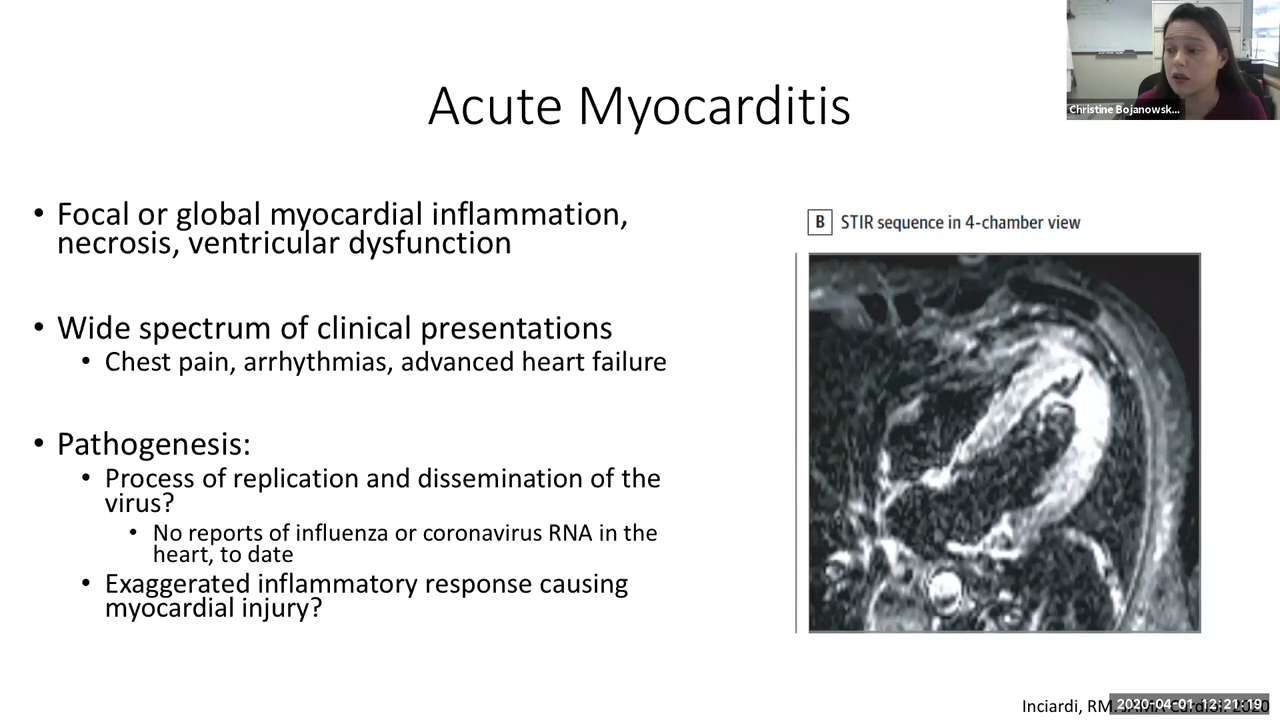 Christine Bojanowsk...
Acute Myocarditis
• Focal or global myocardial inflammation,
necrosis, ventricular dysfunction
• Wide spectrum of clinical presentations
• Chest pain, arrhythmias, advanced heart failure
• Pathogenesis:
• Process of replication and dissemination of the
virus?
• No reports of influenza or coronavirus RNA in the
heart, to date
• Exaggerated inflammatory response causing
myocardial injury?
B STIR sequence in 4-chamber view
Inciardi, RM. JAMA Cardiol. 2020
2020-04-01 12:21:19